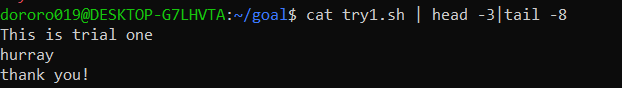 dororo019@DESKTOP-G7LHVTA:~/goal$ cat try1.sh | head -3|tail -8
This is trial one
hurray
thank you!